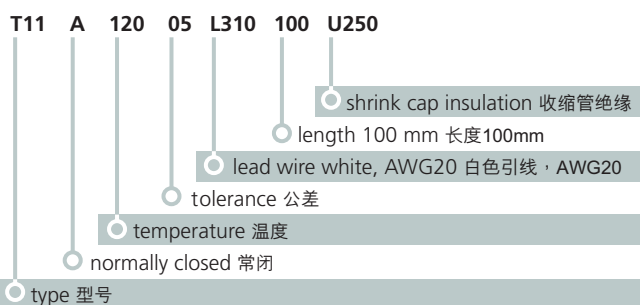 T11 A 120 05 L310 100 U250
shrink cap insulation 收缩管绝缘
length 100 mm 长度100mm
lead wire white, AWG20 白色引线，AWG20
tolerance 公差
temperature 温度
normally closed 常闭
type 型号